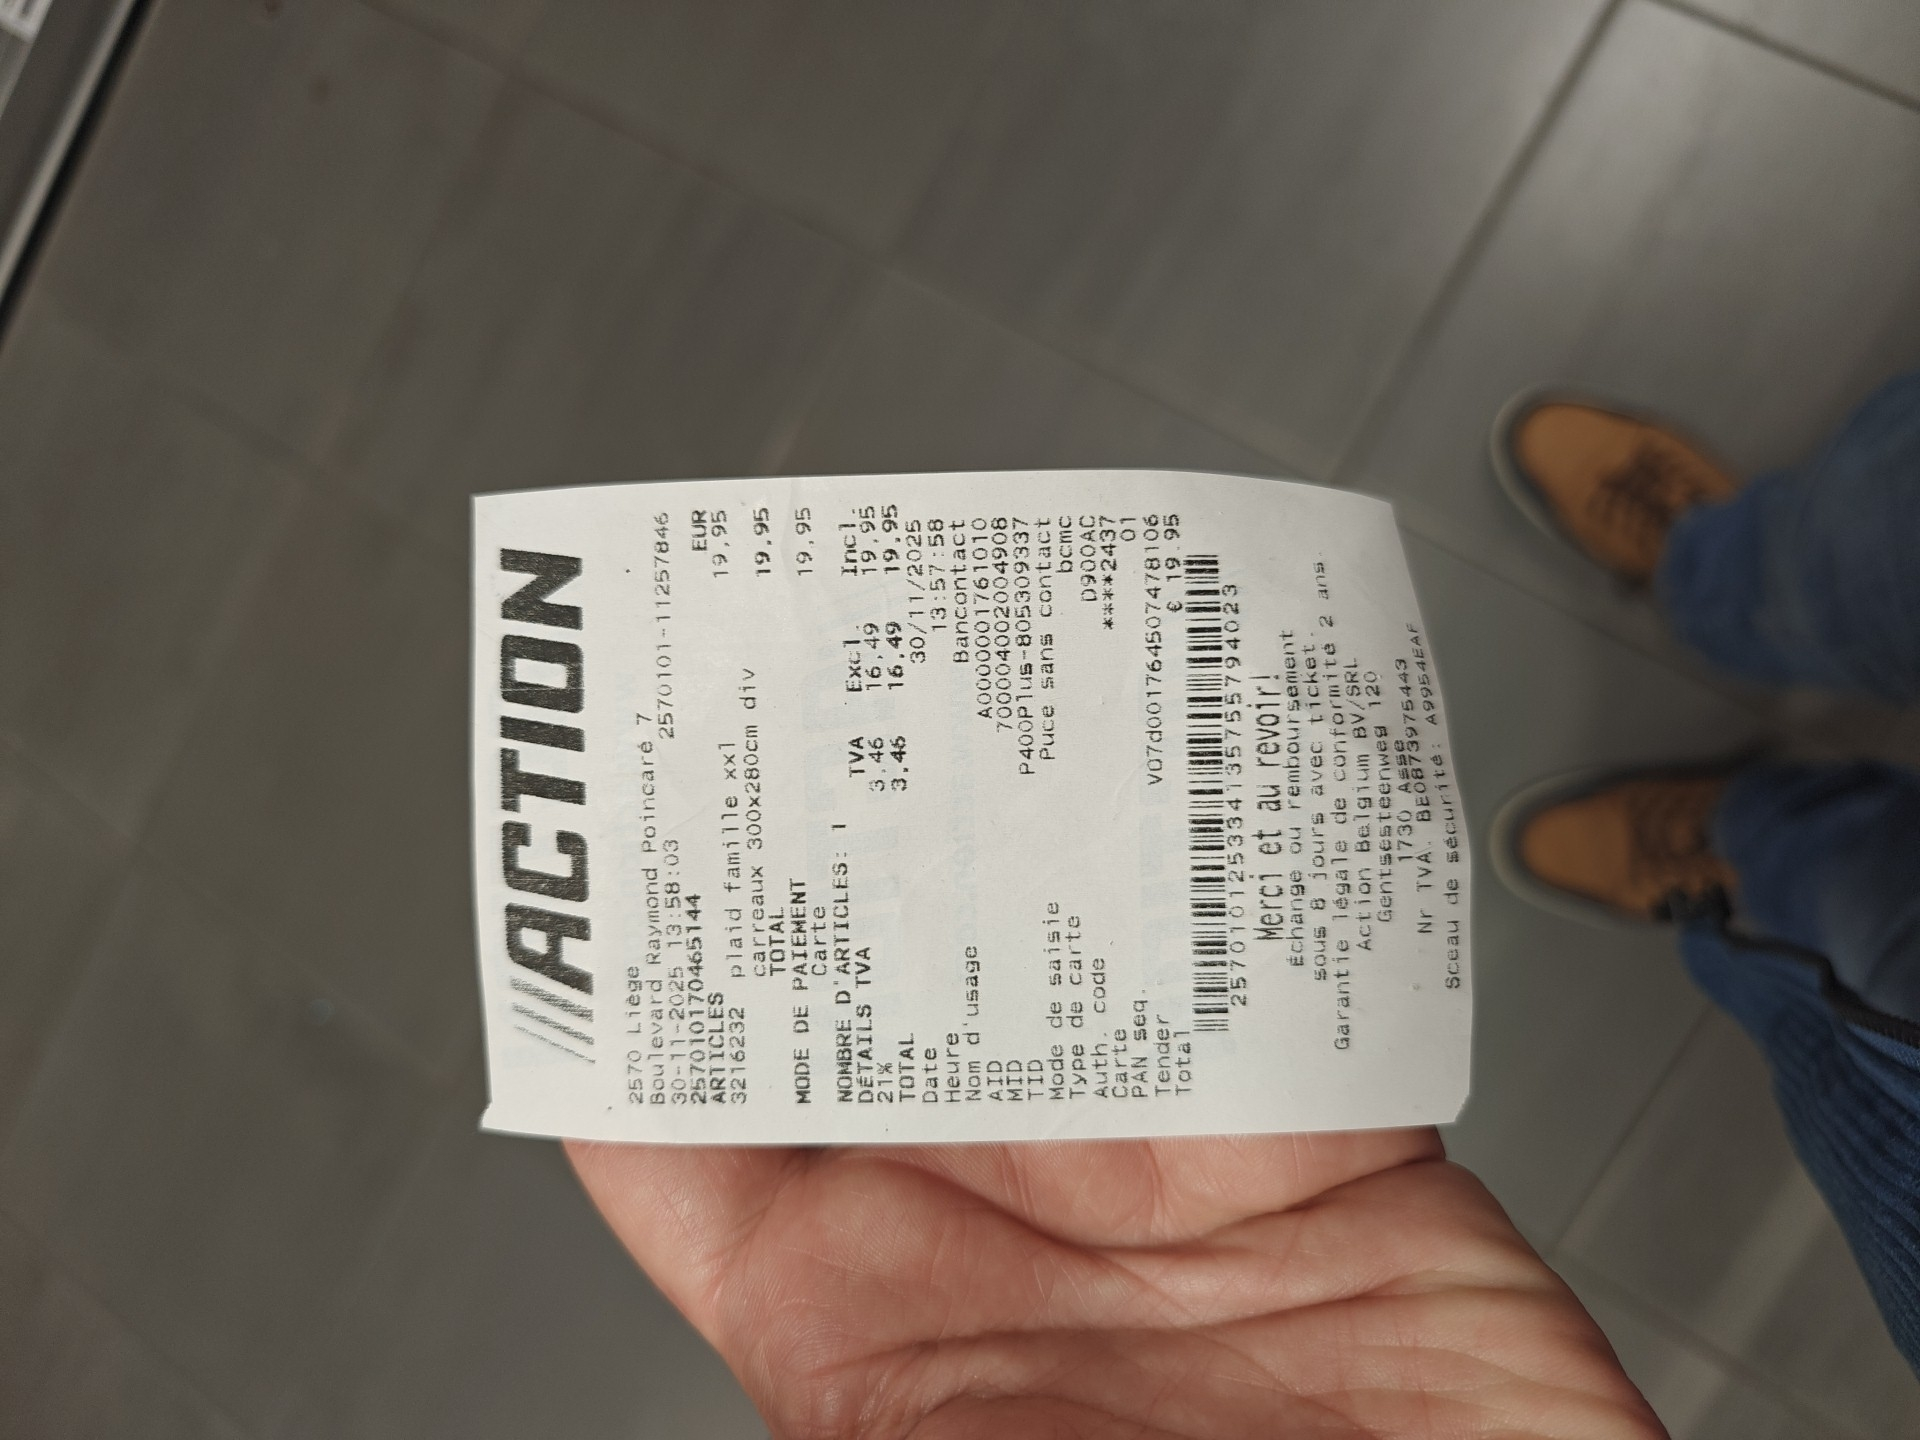 ACTION
2570 Liège
Boulevard Raymond Poincaré 7
30-11-2025 13:58:03 2570101-11257846
2570101170465144
ARTICLES EUR
3216232 plaid famille xxl 19,95
carreaux 300x280cm div
TOTAL 19,95
MODE DE PAIEMENT
Carte 19,95
NOMBRE D'ARTICLES: 1
DÉTAILS TVA TVA Excl. Incl.
21% 3.46 16,49 19,95
TOTAL 3.46 16.49 19.95
Date 30/11/2025
Heure 13:57:58
Nom d'usage Bancontact
AID A0000001761010
MID 700004002004908
TID P400Plus-805309337
Mode de saisie Puce sans contact
Type de carte bcmc
Auth. code D900AC
Carte ****2437
PAN seq. 01
Tender V07d001764507478106
Total € 19.95
2570101125334135755794023
Merci et au revoir!
Échange ou remboursement
sous 8 jours avec ticket.
Garantie légale de conformité 2 ans.
Action Belgium BV/SRL
Gentsesteenweg 120
1730 Asse
Nr TVA. BE0873975443
Sceau de sécurité: A9954EAF